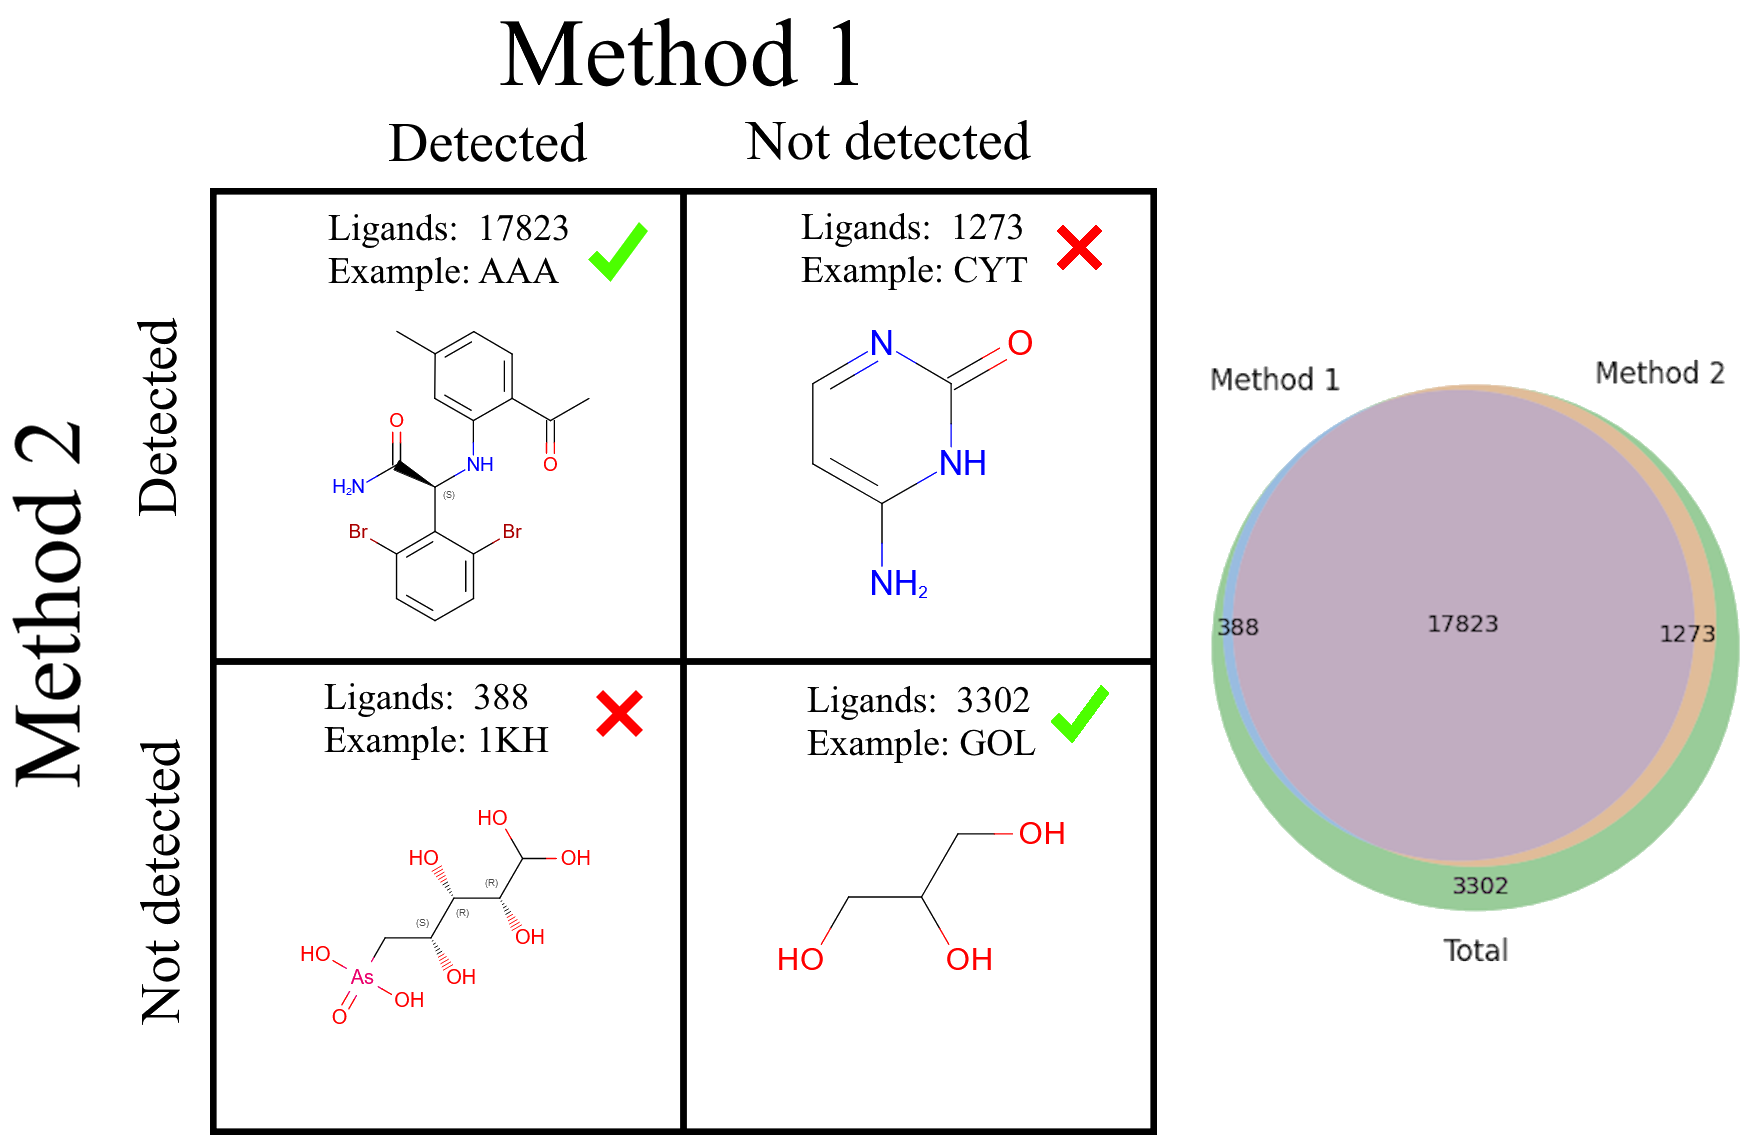 Method 1
Detected
Not detected
Method 2
Detected
Not detected
Ligands: 17823
Example: AAA
O
H₂N
NH
O
(S)
Br
Br
Ligands: 1273
Example: CYT
N
O
NH
NH₂
Ligands: 388
Example: 1KH
HO
HO
OH
(R)
(R)
(S)
OH
HO
As
OH
OH
O
Ligands: 3302
Example: GOL
OH
HO
OH
Method 1
Method 2
388
17823
1273
3302
Total